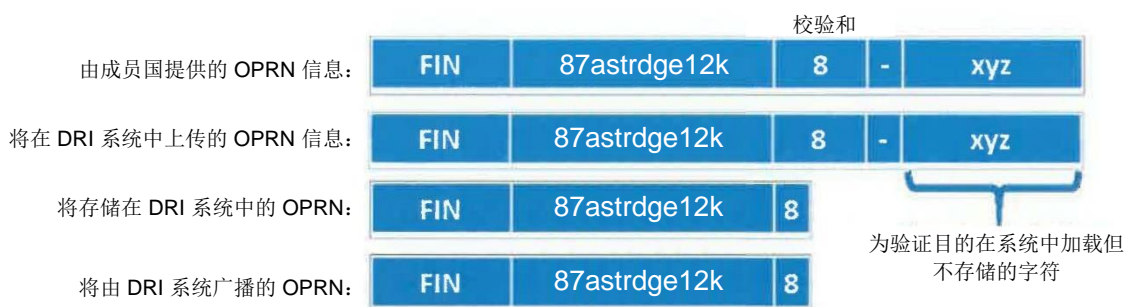 校验和
由成员国提供的 OPRN 信息： FIN 87astrdge12k 8 - xyz
将在 DRI 系统中上传的 OPRN 信息： FIN 87astrdge12k 8 - xyz
将存储在 DRI 系统中的 OPRN： FIN 87astrdge12k 8
为验证目的在系统中加载但
不存储的字符
将由 DRI 系统广播的 OPRN： FIN 87astrdge12k 8